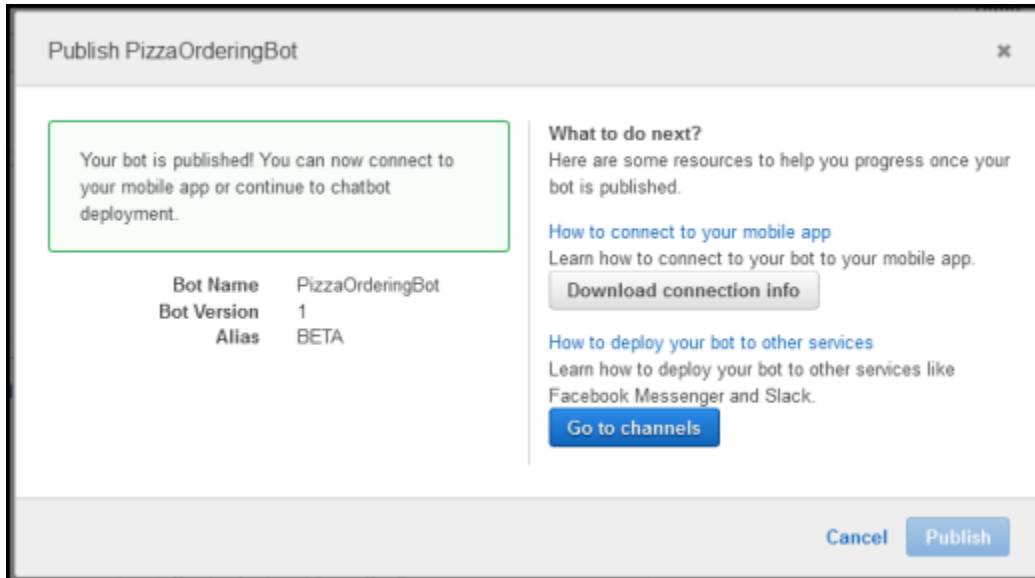 Publish PizzaOrderingBot
Your bot is published! You can now connect to
your mobile app or continue to chatbot
deployment.
Bot Name PizzaOrderingBot
Bot Version 1
Alias BETA
What to do next?
Here are some resources to help you progress once your
bot is published.
How to connect to your mobile app
Learn how to connect to your bot to your mobile app.
Download connection info
How to deploy your bot to other services
Learn how to deploy your bot to other services like
Facebook Messenger and Slack.
Go to channels
Cancel Publish